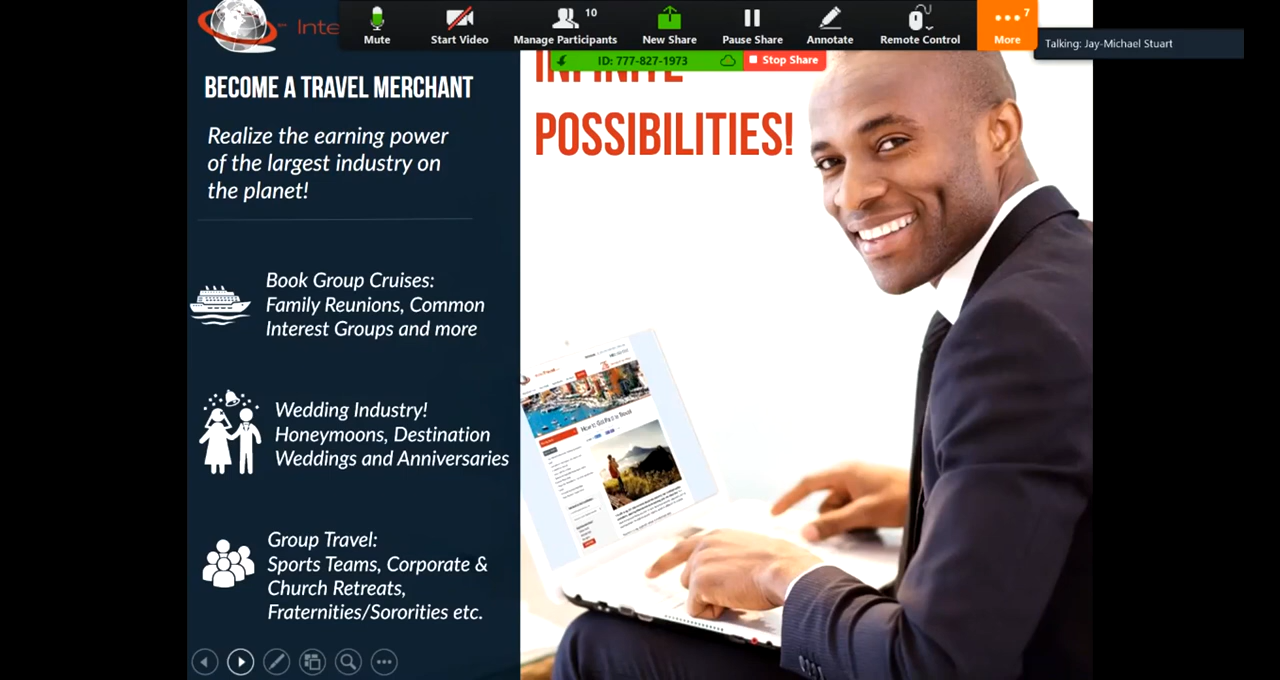 Mute
Start Video
Manage Participants
10
New Share
Pause Share
Annotate
Remote Control
More
7
Talking: Jay-Michael Stuart
ID: 777-827-1973
Stop Share
Inte
BECOME A TRAVEL MERCHANT
Realize the earning power
of the largest industry on
the planet!
Book Group Cruises:
Family Reunions, Common
Interest Groups and more
Wedding Industry!
Honeymoons, Destination
Weddings and Anniversaries
Group Travel:
Sports Teams, Corporate &
Church Retreats,
Fraternities/Sororities etc.
INFINITE
POSSIBILITIES!